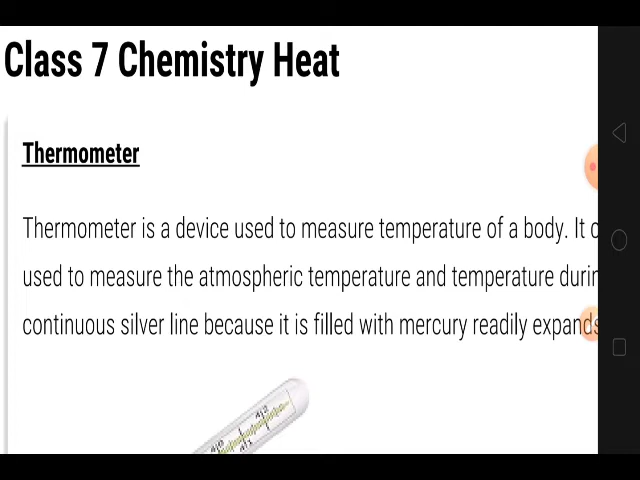 Class 7 Chemistry Heat
Thermometer
Thermometer is a device used to measure temperature of a body. It
used to measure the atmospheric temperature and temperature
continuous silver line because it is filled with mercury readily expands